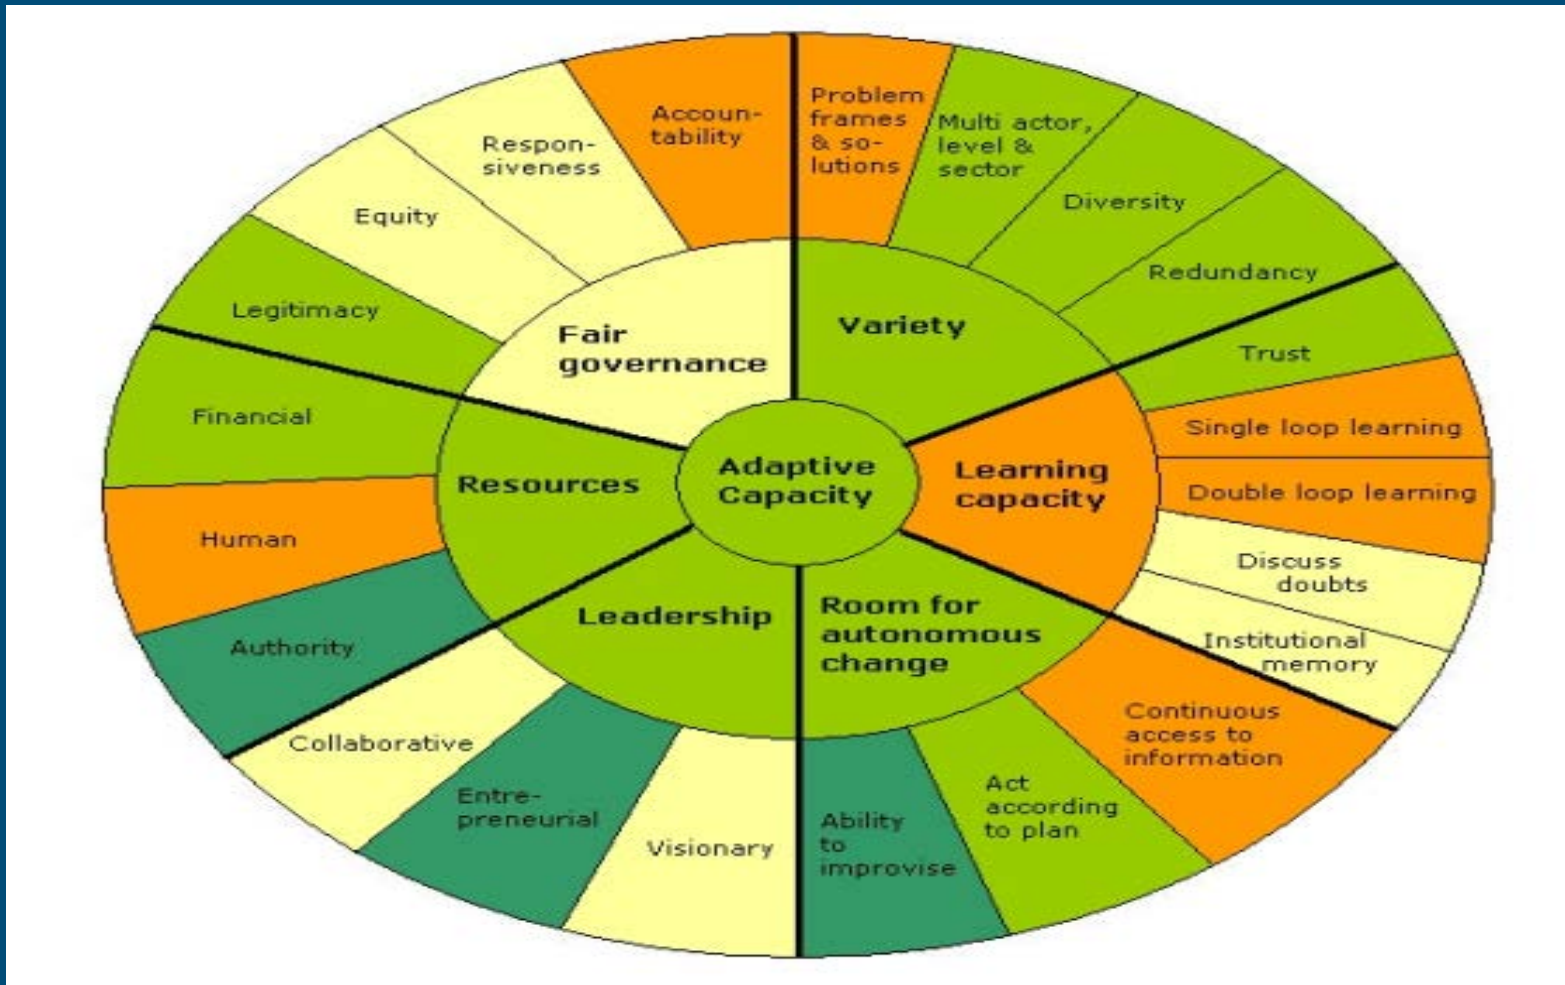 Adaptive
Capacity
Variety
Problem
frames
& so-
lutions
Multi actor,
level &
sector
Diversity
Redundancy
Learning
capacity
Trust
Single loop learning
Double loop learning
Discuss
doubts
Institutional
memory
Room for
autonomous
change
Continuous
access to
information
Act
according
to plan
Ability
to
improvise
Leadership
Visionary
Entre-
preneurial
Collaborative
Resources
Authority
Human
Financial
Fair
governance
Legitimacy
Equity
Respon-
siveness
Accoun-
tability